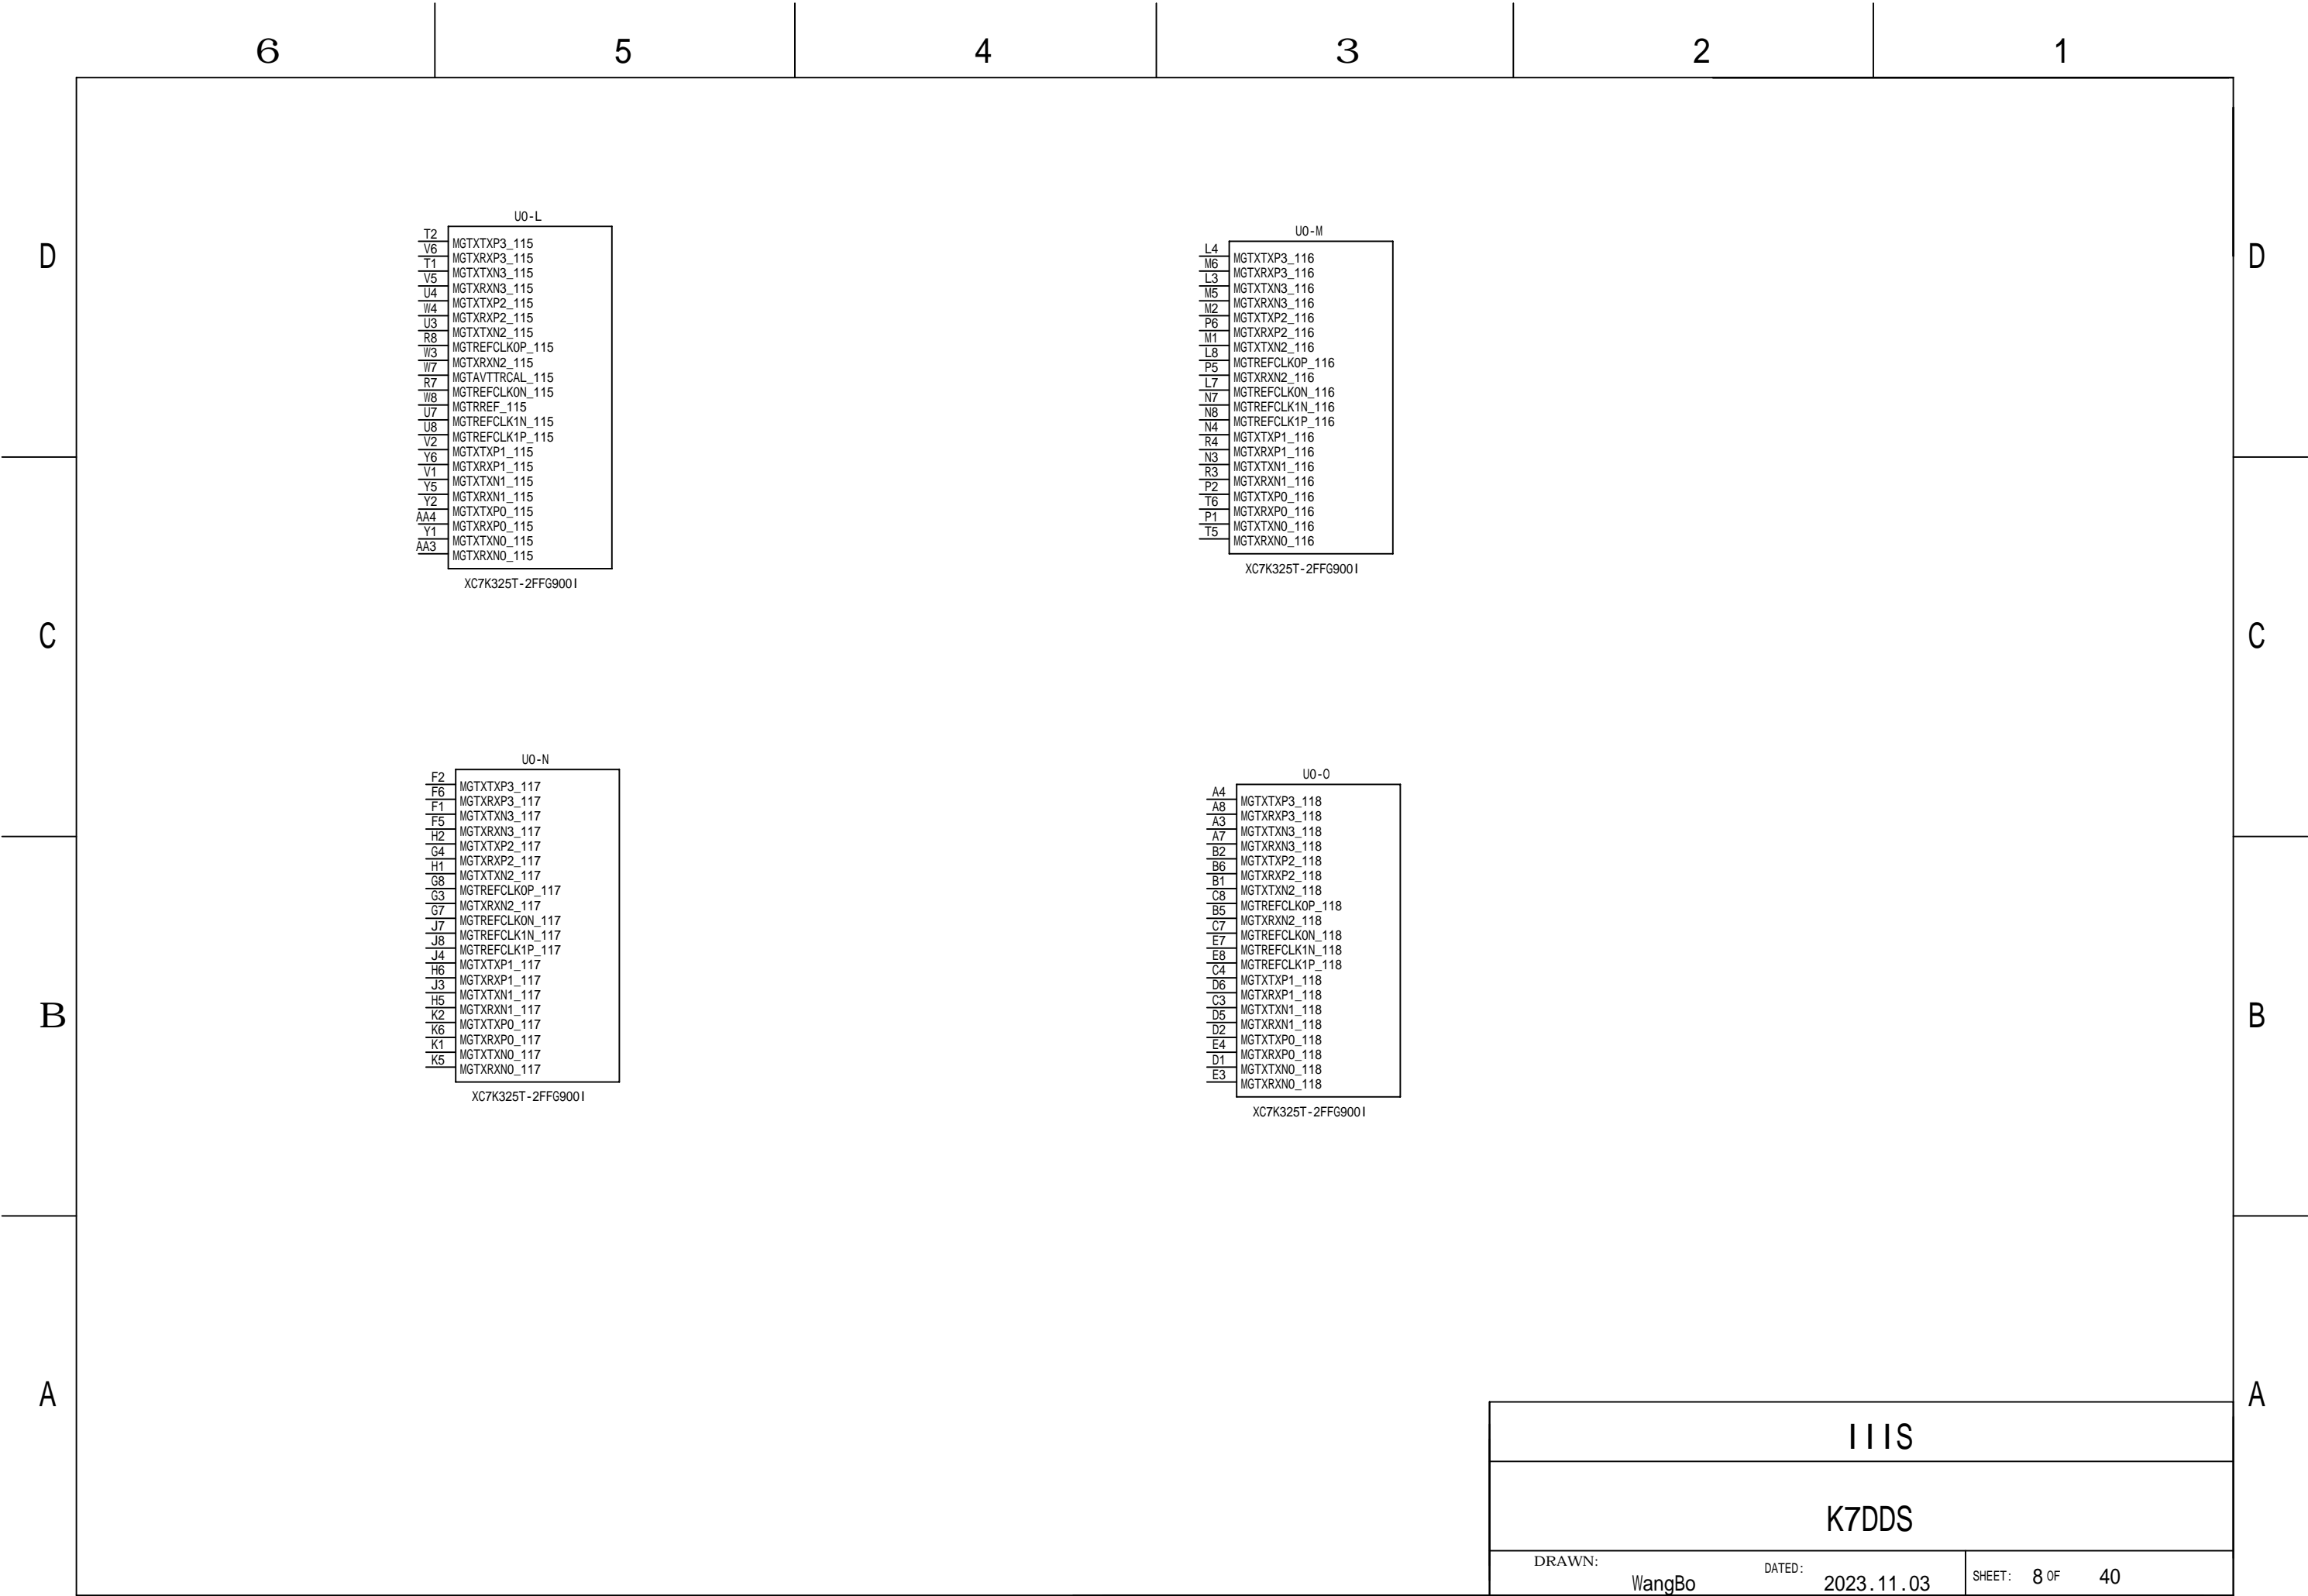 6 5 4 3 2 1
D D
C C
B B
A A
U0-L
T2 MGTXTXP3_115
V6 MGTXRXP3_115
T1 MGTXTXN3_115
V5 MGTXRXN3_115
U4 MGTXTXP2_115
W4 MGTXRXP2_115
U3 MGTXTXN2_115
R8 MGTREFCLK0P_115
W3 MGTXRXN2_115
W7 MGTAVTTRCAL_115
R7 MGTREFCLK0N_115
W8 MGTRREF_115
U7 MGTREFCLK1N_115
U8 MGTREFCLK1P_115
V2 MGTXTXP1_115
Y6 MGTXRXP1_115
V1 MGTXTXN1_115
Y5 MGTXRXN1_115
Y2 MGTXTXP0_115
AA4 MGTXRXP0_115
Y1 MGTXTXN0_115
AA3 MGTXRXN0_115
XC7K325T-2FFG900I
U0-M
L4 MGTXTXP3_116
M6 MGTXRXP3_116
L3 MGTXTXN3_116
M5 MGTXRXN3_116
M2 MGTXTXP2_116
P6 MGTXRXP2_116
M1 MGTXTXN2_116
L8 MGTREFCLK0P_116
P5 MGTXRXN2_116
L7 MGTREFCLK0N_116
N7 MGTREFCLK1N_116
N8 MGTREFCLK1P_116
N4 MGTXTXP1_116
R4 MGTXRXP1_116
N3 MGTXTXN1_116
R3 MGTXRXN1_116
P2 MGTXTXP0_116
T6 MGTXRXP0_116
P1 MGTXTXN0_116
T5 MGTXRXN0_116
XC7K325T-2FFG900I
U0-N
F2 MGTXTXP3_117
F6 MGTXRXP3_117
F1 MGTXTXN3_117
F5 MGTXRXN3_117
H2 MGTXTXP2_117
G4 MGTXRXP2_117
H1 MGTXTXN2_117
G8 MGTREFCLK0P_117
G3 MGTXRXN2_117
G7 MGTREFCLK0N_117
J7 MGTREFCLK1N_117
J8 MGTREFCLK1P_117
J4 MGTXTXP1_117
H6 MGTXRXP1_117
J3 MGTXTXN1_117
H5 MGTXRXN1_117
K2 MGTXTXP0_117
K6 MGTXRXP0_117
K1 MGTXTXN0_117
K5 MGTXRXN0_117
XC7K325T-2FFG900I
U0-O
A4 MGTXTXP3_118
A8 MGTXRXP3_118
A3 MGTXTXN3_118
A7 MGTXRXN3_118
B2 MGTXTXP2_118
B6 MGTXRXP2_118
B1 MGTXTXN2_118
C8 MGTREFCLK0P_118
B5 MGTXRXN2_118
C7 MGTREFCLK0N_118
E7 MGTREFCLK1N_118
E8 MGTREFCLK1P_118
C4 MGTXTXP1_118
D6 MGTXRXP1_118
C3 MGTXTXN1_118
D5 MGTXRXN1_118
D2 MGTXTXP0_118
E4 MGTXRXP0_118
D1 MGTXTXN0_118
E3 MGTXRXN0_118
XC7K325T-2FFG900I
IIIS
K7DDS
DRAWN: WangBo DATED: 2023.11.03 SHEET: 8 OF 40